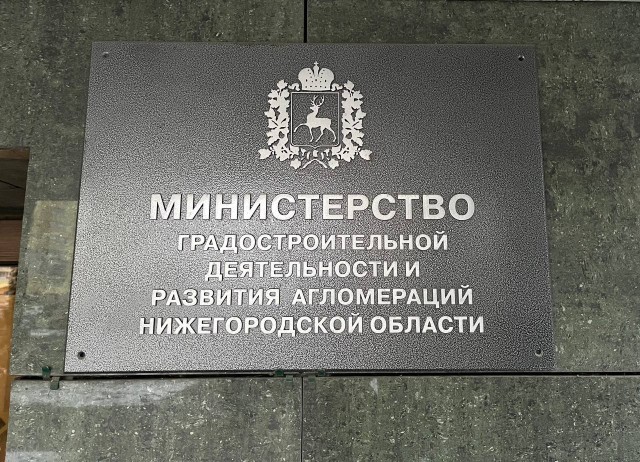 МИНИСТЕРСТВО
ГРАДОСТРОИТЕЛЬНОЙ
ДЕЯТЕЛЬНОСТИ И
РАЗВИТИЯ АГЛОМЕРАЦИЙ
НИЖЕГОРОДСКОЙ ОБЛАСТИ